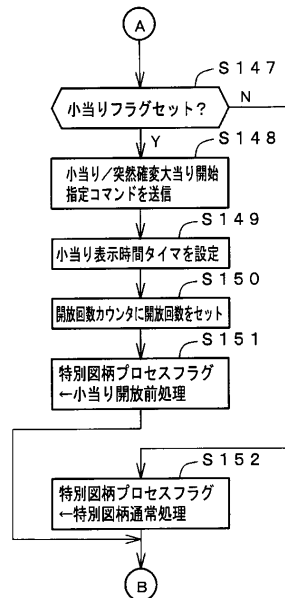 A
S147
小当りフラグセット？
N
Y
S148
小当り／突然確変大当り開始
指定コマンドを送信
S149
小当り表示時間タイマを設定
S150
開放回数カウンタに開放回数をセット
S151
特別図柄プロセスフラグ
←小当り開放前処理
S152
特別図柄プロセスフラグ
←特別図柄通常処理
B